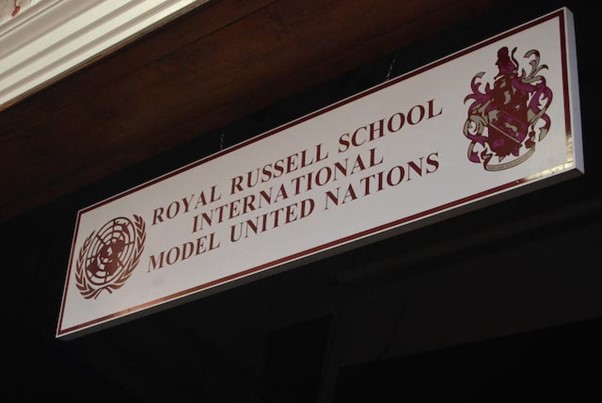 ROYAL RUSSELL SCHOOL
INTERNATIONAL
MODEL UNITED NATIONS